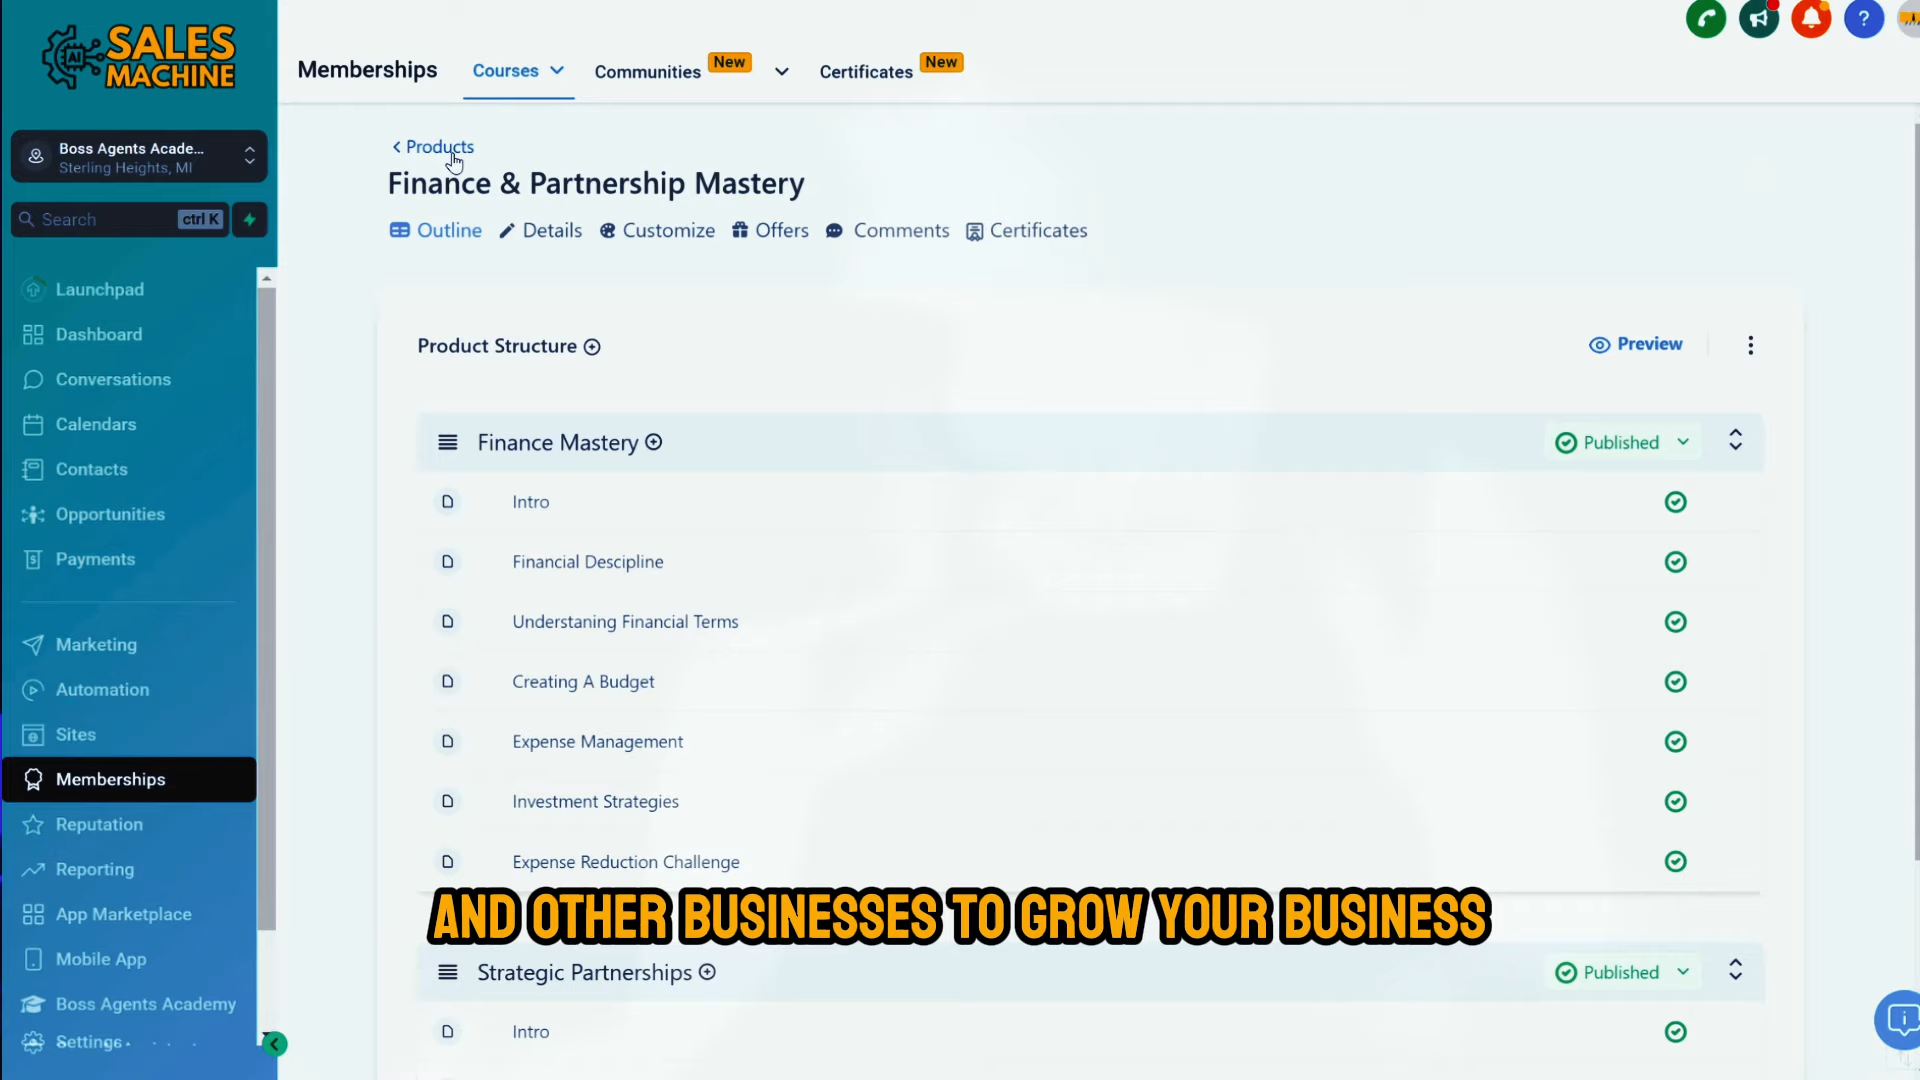 AI
SALES
MACHINE
Boss Agents Acade...
Sterling Heights, MI
Search
ctrl K
Launchpad
Dashboard
Conversations
Calendars
Contacts
Opportunities
Payments
Marketing
Automation
Sites
Memberships
Reputation
Reporting
App Marketplace
Mobile App
Boss Agents Academy
Settings
Memberships
Courses
Communities
New
Certificates
New
?
Products
Finance & Partnership Mastery
Outline
Details
Customize
Offers
Comments
Certificates
Product Structure
Preview
Finance Mastery
Published
Intro
Financial Descipline
Understaning Financial Terms
Creating A Budget
Expense Management
Investment Strategies
Expense Reduction Challenge
AND OTHER BUSINESSES TO GROW YOUR BUSINESS
Strategic Partnerships
Published
Intro